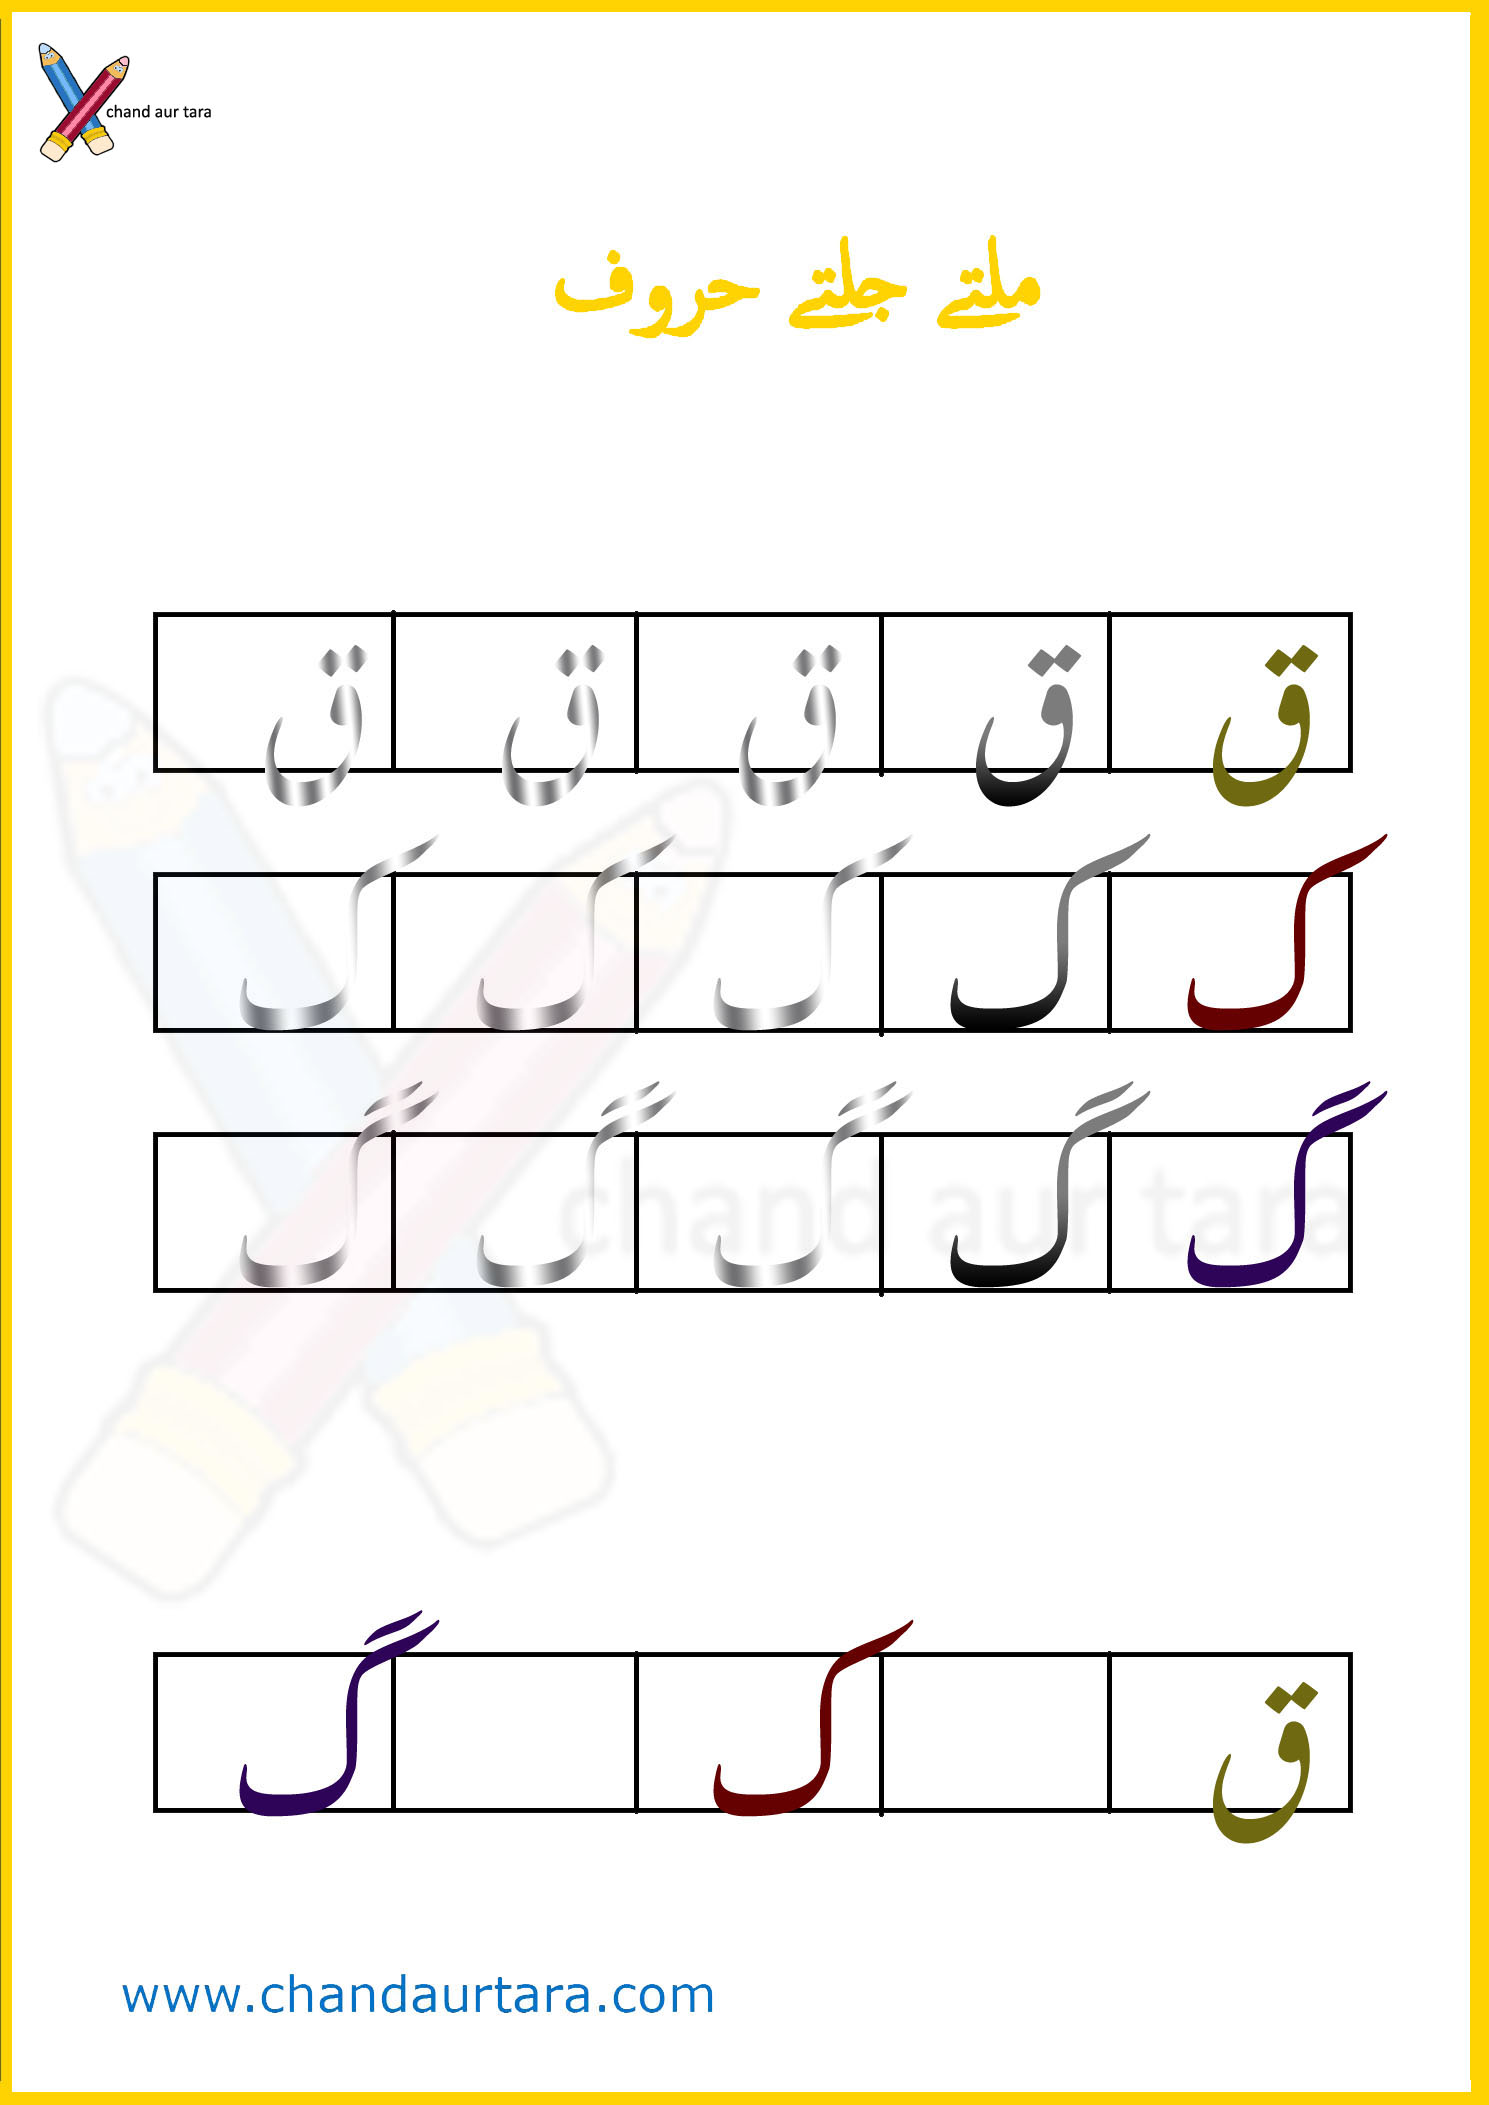 chand aur tara
ملتے جلتے حروف
ق ق ق ق ق
ک ک ک ک ک
گ گ گ گ گ
chand aur tara
ق ک گ
www.chandaurtara.com